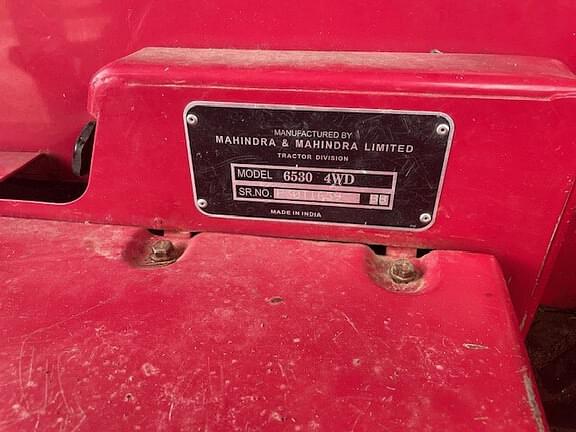 MANUFACTURED BY
MAHINDRA & MAHINDRA LIMITED
TRACTOR DIVISION
MODEL 6530 4WD
SR.NO.
MADE IN INDIA